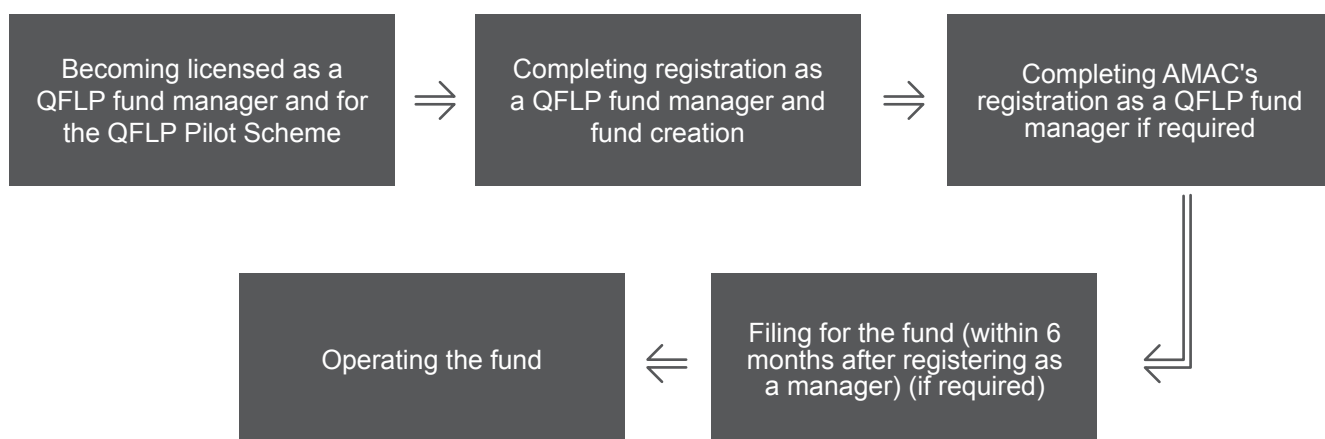 Becoming licensed as a
QFLP fund manager and for
the QFLP Pilot Scheme
Completing registration as
a QFLP fund manager and
fund creation
Completing AMAC's
registration as a QFLP fund
manager if required
Filing for the fund (within 6
months after registering as
a manager) (if required)
Operating the fund